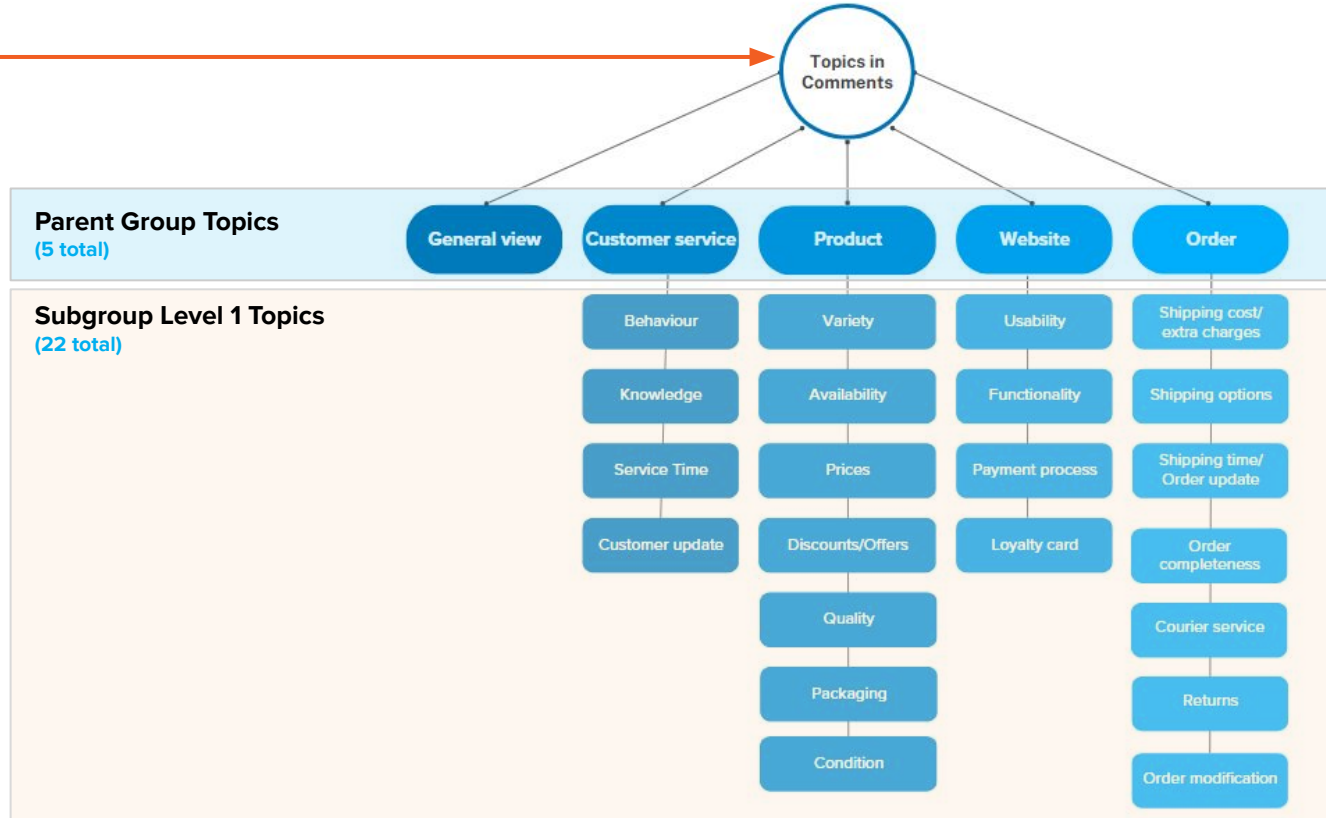 Topics in
Comments
Parent Group Topics
(5 total)
General view
Customer service
Product
Website
Order
Subgroup Level 1 Topics
(22 total)
Behaviour
Knowledge
Service Time
Customer update
Variety
Availability
Prices
Discounts/Offers
Quality
Packaging
Condition
Usability
Functionality
Payment process
Loyalty card
Shipping cost/
extra charges
Shipping options
Shipping time/
Order update
Order
completeness
Courier service
Returns
Order modification